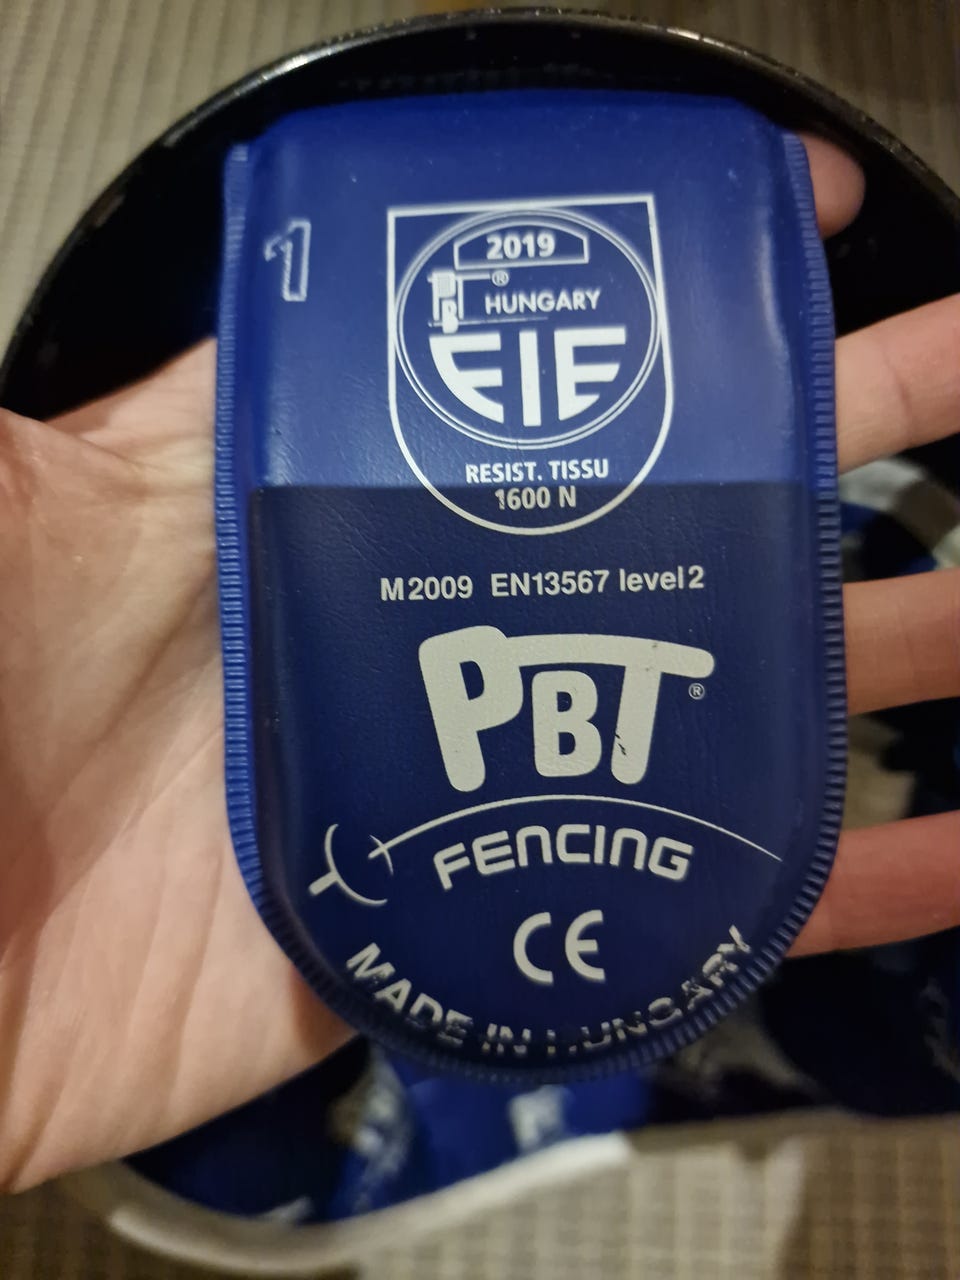 1
2019
PBT® HUNGARY
FIE
RESIST. TISSU
1600 N
M2009 EN13567 level2
PBT®
FENCING
CE
MADE IN HUNGARY